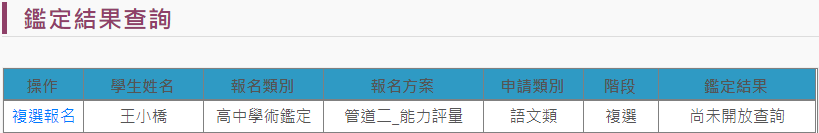 鑑定結果查詢
操作 學生姓名 報名類別 報名方案 申請類別 階段 鑑定結果
複選報名 王小橋 高中學術鑑定 管道二_能力評量 語文類 複選 尚未開放查詢